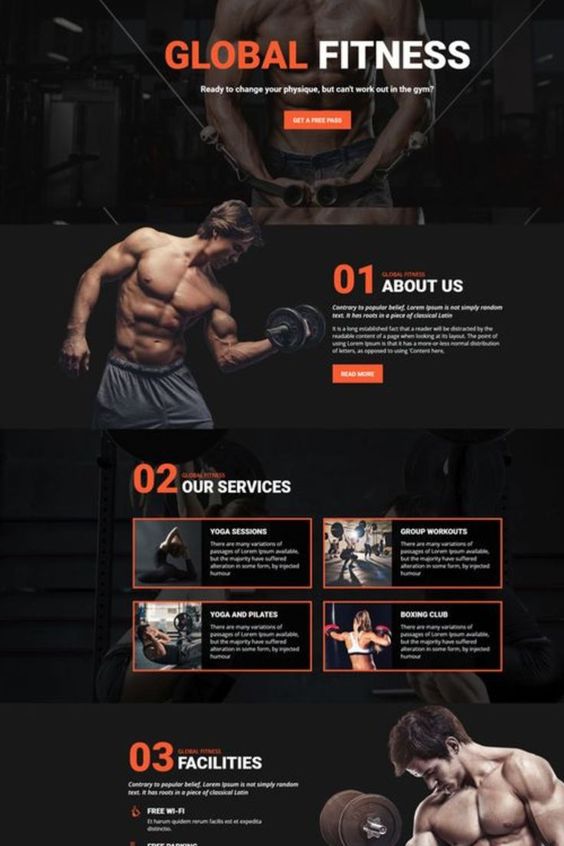 GLOBAL FITNESS
Ready to change your physique, but can't work out in the gym?
GET A FREE PASS
01
GLOBAL FITNESS
ABOUT US
Contrary to popular belief, Lorem Ipsum is not simply random
text. It has roots in a piece of classical Latin
It is a long established fact that a reader will be distracted by the
readable content of a page when looking at its layout. The point of
using Lorem Ipsum is that it has a more-or-less normal distribution
of letters, as opposed to using 'Content here,
READ MORE
02
GLOBAL FITNESS
OUR SERVICES
YOGA SESSIONS
There are many variations of
passages of Lorem Ipsum available,
but the majority have suffered
alteration in some form, by injected
humour
GROUP WORKOUTS
There are many variations of
passages of Lorem Ipsum available,
but the majority have suffered
alteration in some form, by injected
humour
YOGA AND PILATES
There are many variations of
passages of Lorem Ipsum available,
but the majority have suffered
alteration in some form, by injected
humour
BOXING CLUB
There are many variations of
passages of Lorem Ipsum available,
but the majority have suffered
alteration in some form, by injected
humour
03
GLOBAL FITNESS
FACILITIES
Contrary to popular belief, Lorem Ipsum is not simply random
text. It has roots in a piece of classical Latin
FREE WI-FI
Et harum quidem rerum facilis est et expedita
distinctio.
FREE PARKING